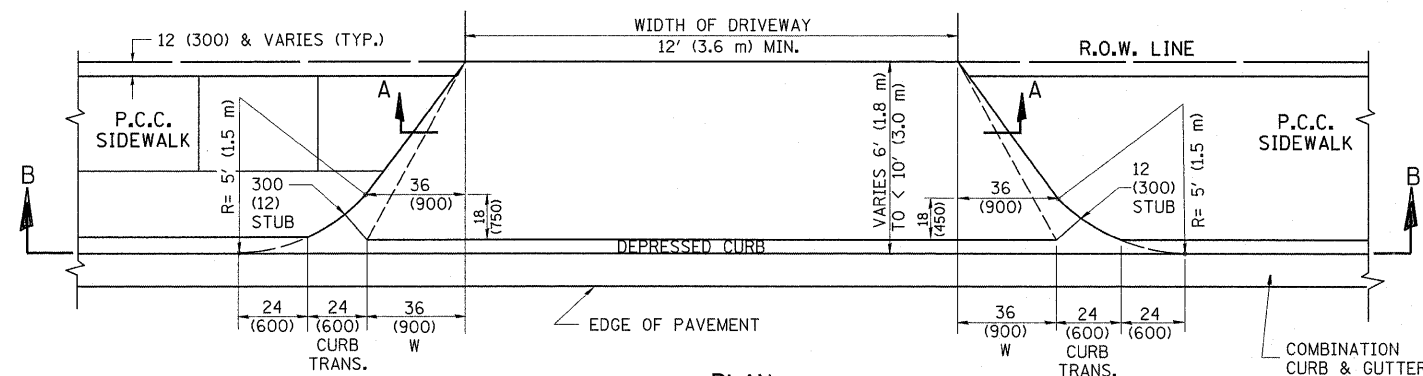 WIDTH OF DRIVEWAY
12' (3.6 m) MIN.
12 (300) & VARIES (TYP.)
R.O.W. LINE
A
A
P.C.C.
SIDEWALK
P.C.C.
SIDEWALK
R= 5' (1.5 m)
VARIES 6' (1.8 m)
TO < 10' (3.0 m)
R= 5' (1.5 m)
B
B
300
(12)
STUB
36
(900)
18
(750)
36
(900)
18
(450)
12
(300)
STUB
DEPRESSED CURB
24
(600)
24
(600)
CURB
TRANS.
36
(900)
W
EDGE OF PAVEMENT
36
(900)
W
24
(600)
CURB
TRANS.
24
(600)
COMBINATION
CURB & GUTTER